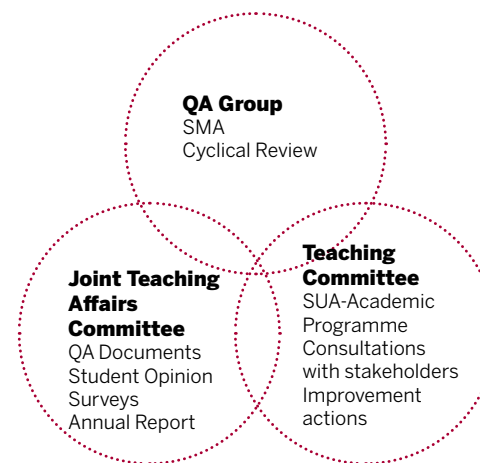 QA Group
SMA
Cyclical Review
Joint Teaching
Affairs
Committee
QA Documents
Student Opinion
Surveys
Annual Report
Teaching
Committee
SUA-Academic
Programme
Consultations
with stakeholders
Improvement
actions